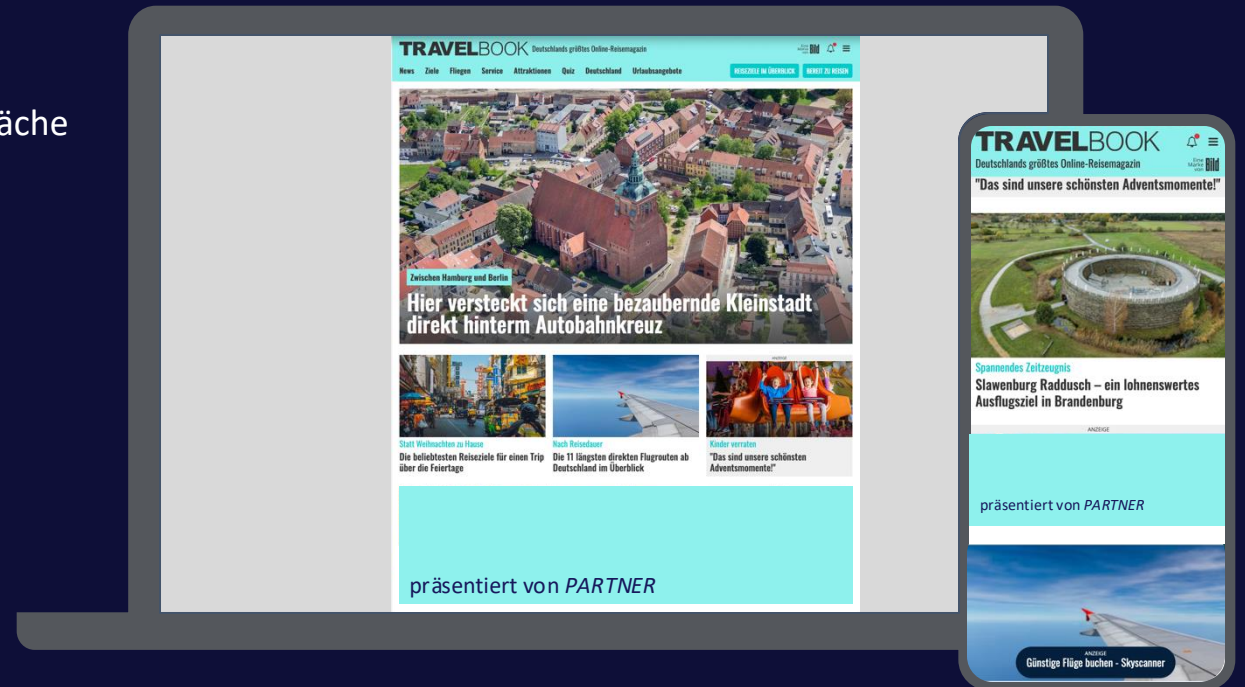 äche
TRAVELBOOK Deutschlands größtes Online-Reisemagazin
Bild
News Ziele Fliegen Service Attraktionen Quiz Deutschland Urlaubsangebote REISEZIELE IM ÜBERBLICK BEREIT ZU REISEN
Zwischen Hamburg und Berlin
Hier versteckt sich eine bezaubernde Kleinstadt
direkt hinterm Autobahnkreuz
Statt Weihnachten zu Hause
Die beliebtesten Reiseziele für einen Trip
über die Feiertage
Nach Reisedauer
Die 11 längsten direkten Flugrouten ab
Deutschland im Überblick
ANZEIGE
Kinder verraten
"Das sind unsere schönsten
Adventsmomente!"
präsentiert von PARTNER
TRAVELBOOK
Deutschlands größtes Online-Reisemagazin
Eine
Marke
von Bild
"Das sind unsere schönsten Adventsmomente!"
Spannendes Zeitzeugnis
Slawenburg Raddusch – ein lohnenswertes
Ausflugsziel in Brandenburg
ANZEIGE
präsentiert von PARTNER
ANZEIGE
Günstige Flüge buchen - Skyscanner